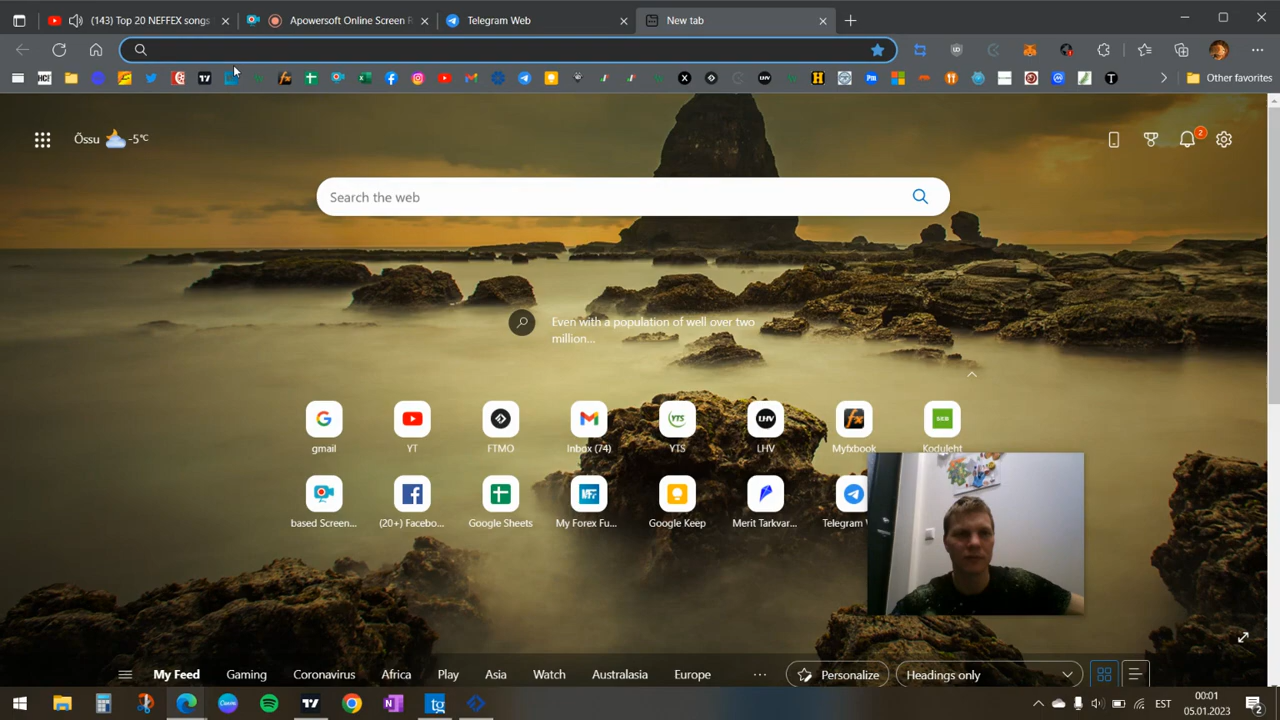 (143) Top 20 NEFFEX songs
Apowersoft Online Screen R
Telegram Web
New tab
Other favorites
Össu
-5°C
2
Search the web
Even with a population of well over two
million...
gmail
YT
FTMO
Inbox (74)
YTS
LHV
Myfxbook
Koduleht
based Screen...
(20+) Facebo...
Google Sheets
My Forex Fu...
Google Keep
Merit Tarkvar...
Telegram W
My Feed
Gaming
Coronavirus
Africa
Play
Asia
Watch
Australasia
Europe
Personalize
Headings only
EST
00:01
05.01.2023
2